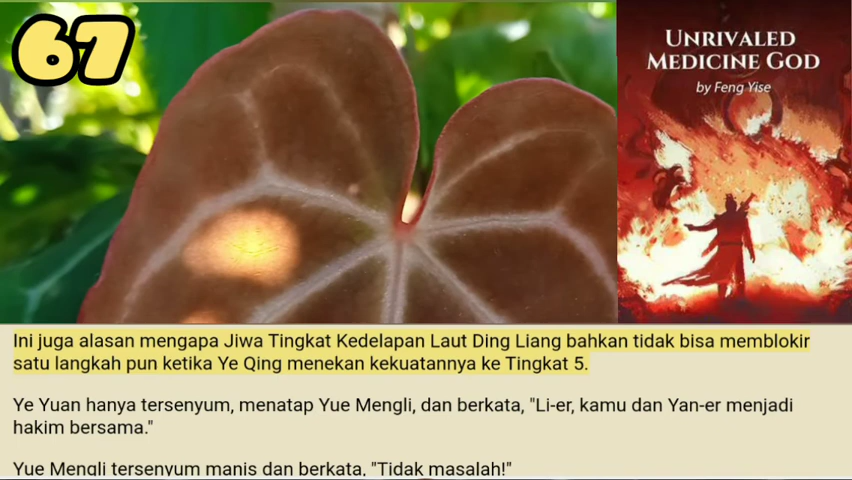 67
UNRIVALED
MEDICINE GOD
by Feng Yise
Ini juga alasan mengapa Jiwa Tingkat Kedelapan Laut Ding Liang bahkan tidak bisa memblokir
satu langkah pun ketika Ye Qing menekan kekuatannya ke Tingkat 5.
Ye Yuan hanya tersenyum, menatap Yue Mengli, dan berkata, "Li-er, kamu dan Yan-er menjadi
hakim bersama."
Yue Mengli tersenyum manis dan berkata, "Tidak masalah!"